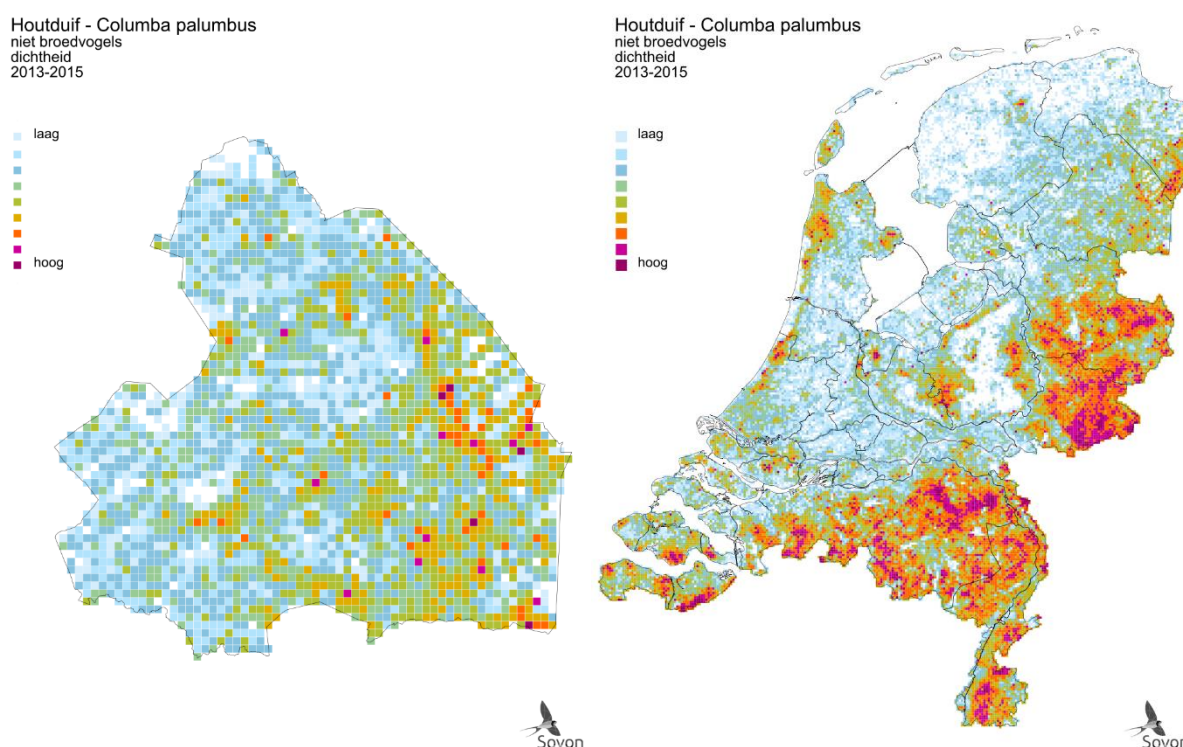 Houtduif - Columba palumbus
niet broedvogels
dichtheid
2013-2015
laag
hoog
Sovon
Houtduif - Columba palumbus
niet broedvogels
dichtheid
2013-2015
laag
hoog
Sovon